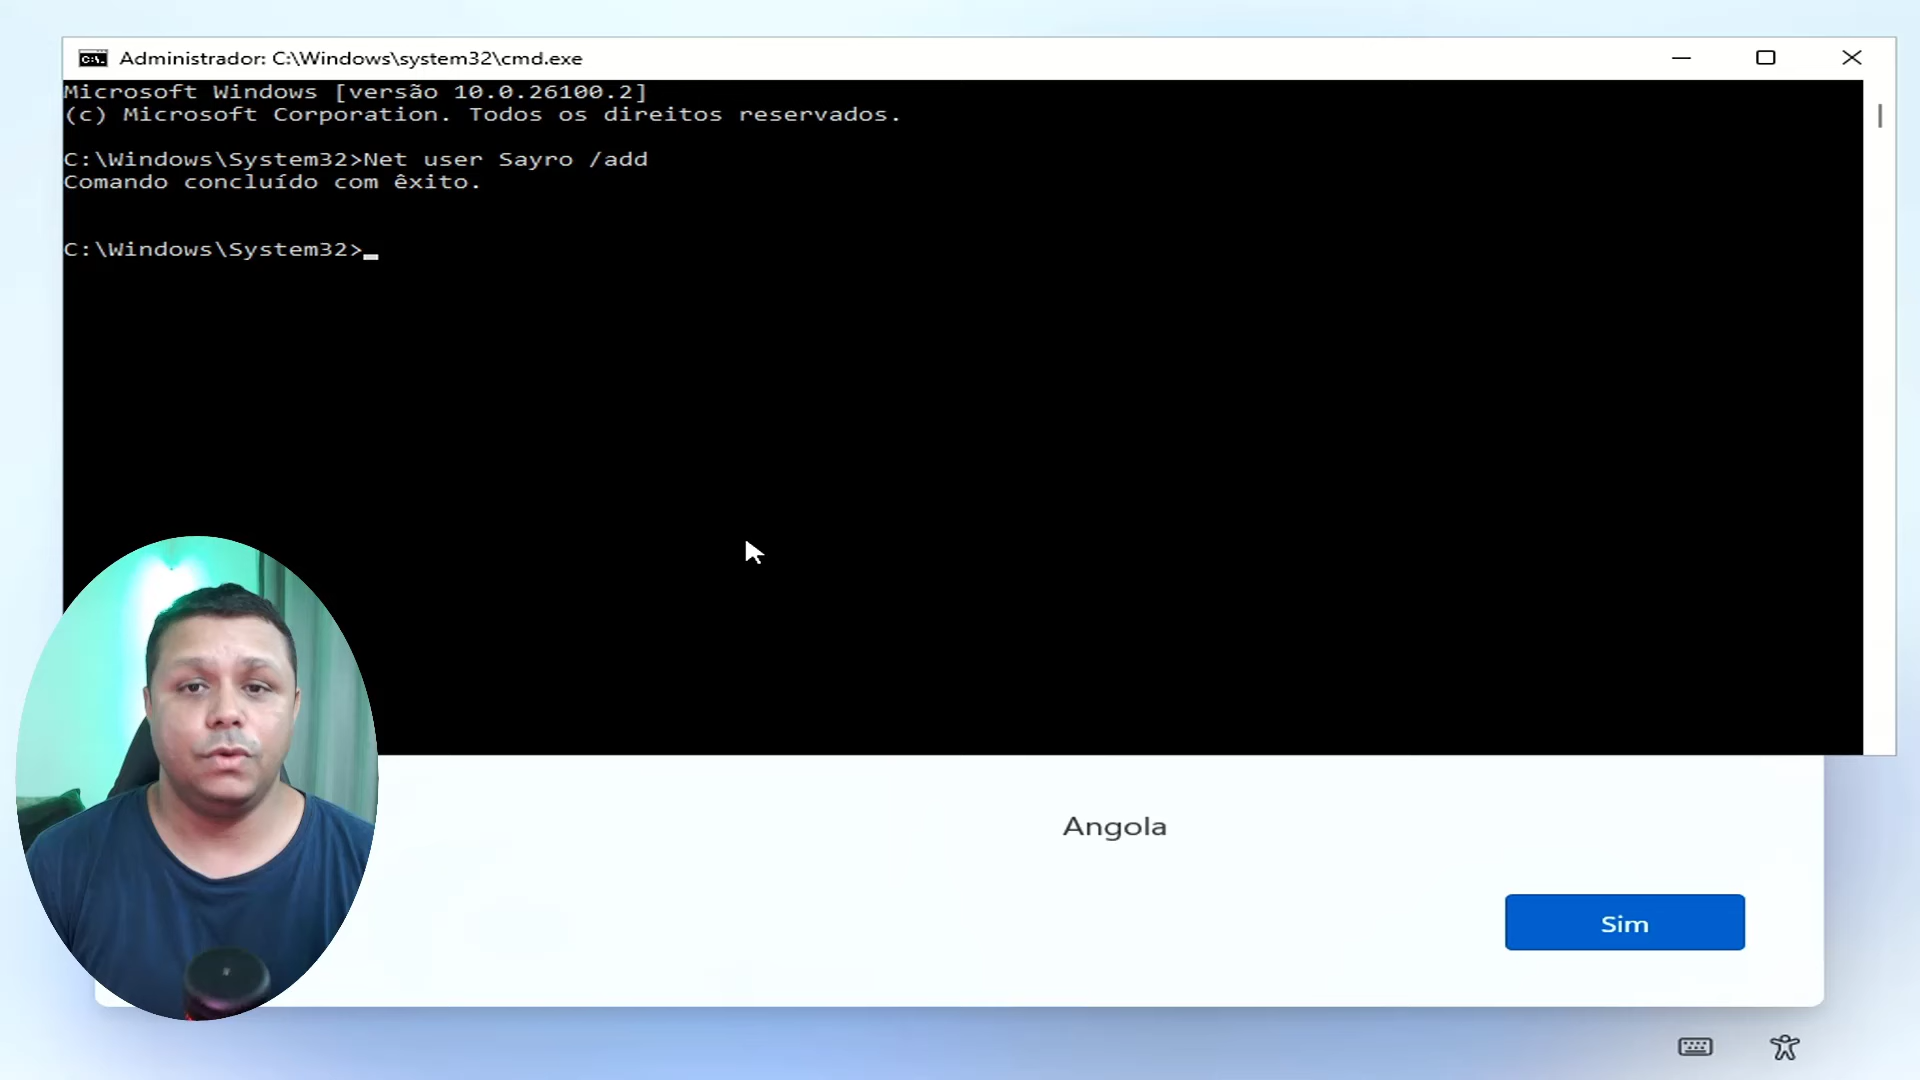 Administrador: C:\Windows\system32\cmd.exe
Microsoft Windows [versão 10.0.26100.2]
(c) Microsoft Corporation. Todos os direitos reservados.
C:\Windows\System32>Net user Sayro /add
Comando concluído com êxito.
C:\Windows\System32>
Angola
Sim